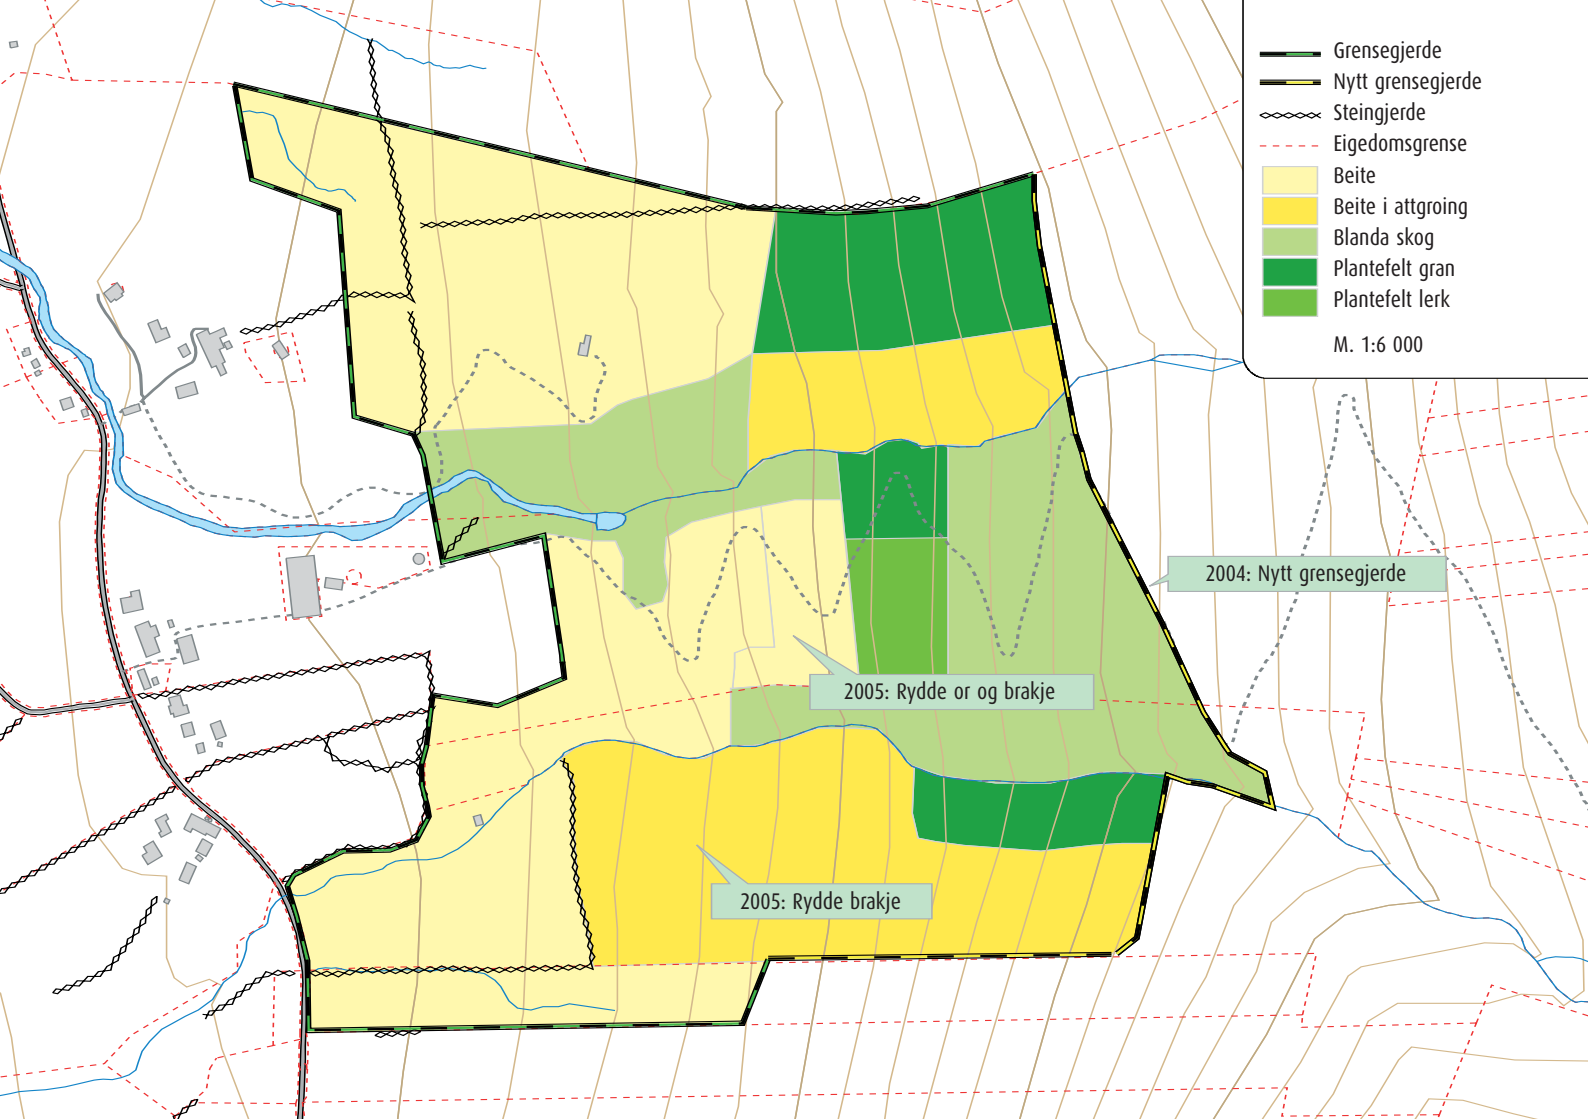 Grensegjerde
Nytt grensegjerde
Steingjerde
Eigedomsgrense
Beite
Beite i attgroing
Blanda skog
Plantefelt gran
Plantefelt lerk
M. 1:6 000
2004: Nytt grensegjerde
2005: Rydde or og brakje
2005: Rydde brakje